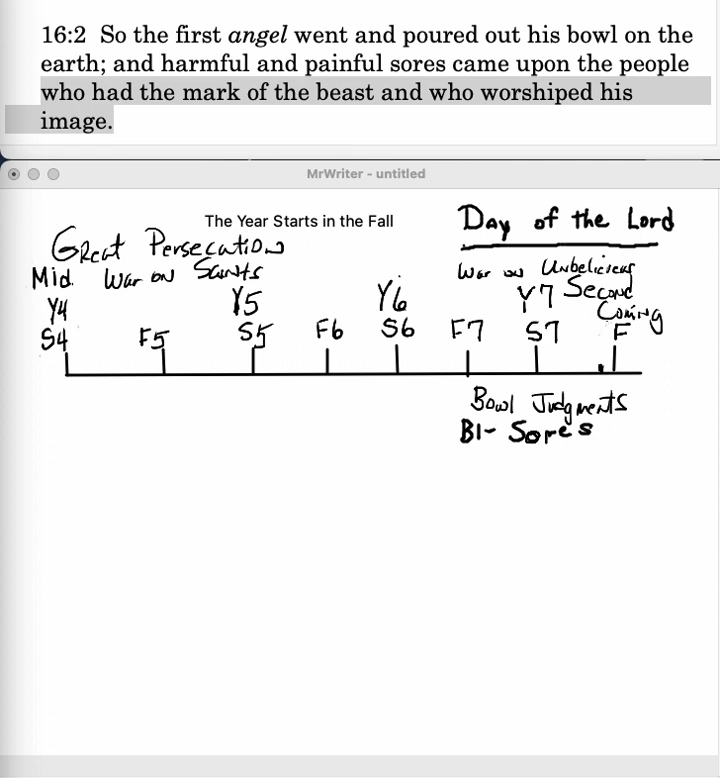 16:2 So the first angel went and poured out his bowl on the
earth; and harmful and painful sores came upon the people
who had the mark of the beast and who worshiped his
image.
MrWriter - untitled
The Year Starts in the Fall
Day of the Lord
Great Persecution
Mid War on Saints
War on Unbelievers
Y4 Y5 Y6 Y7 Second
Coming
S4 F5 S5 F6 S6 F7 S7 F
Bowl Judgments
B1- Sores